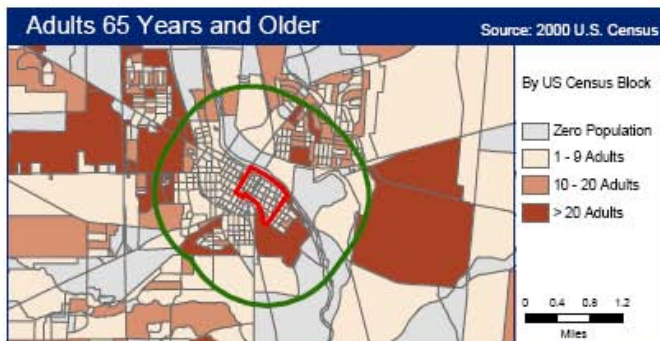 Adults 65 Years and Older
Source: 2000 U.S. Census
By US Census Block
Zero Population
1 - 9 Adults
10 - 20 Adults
> 20 Adults
0 0.4 0.8 1.2
Miles